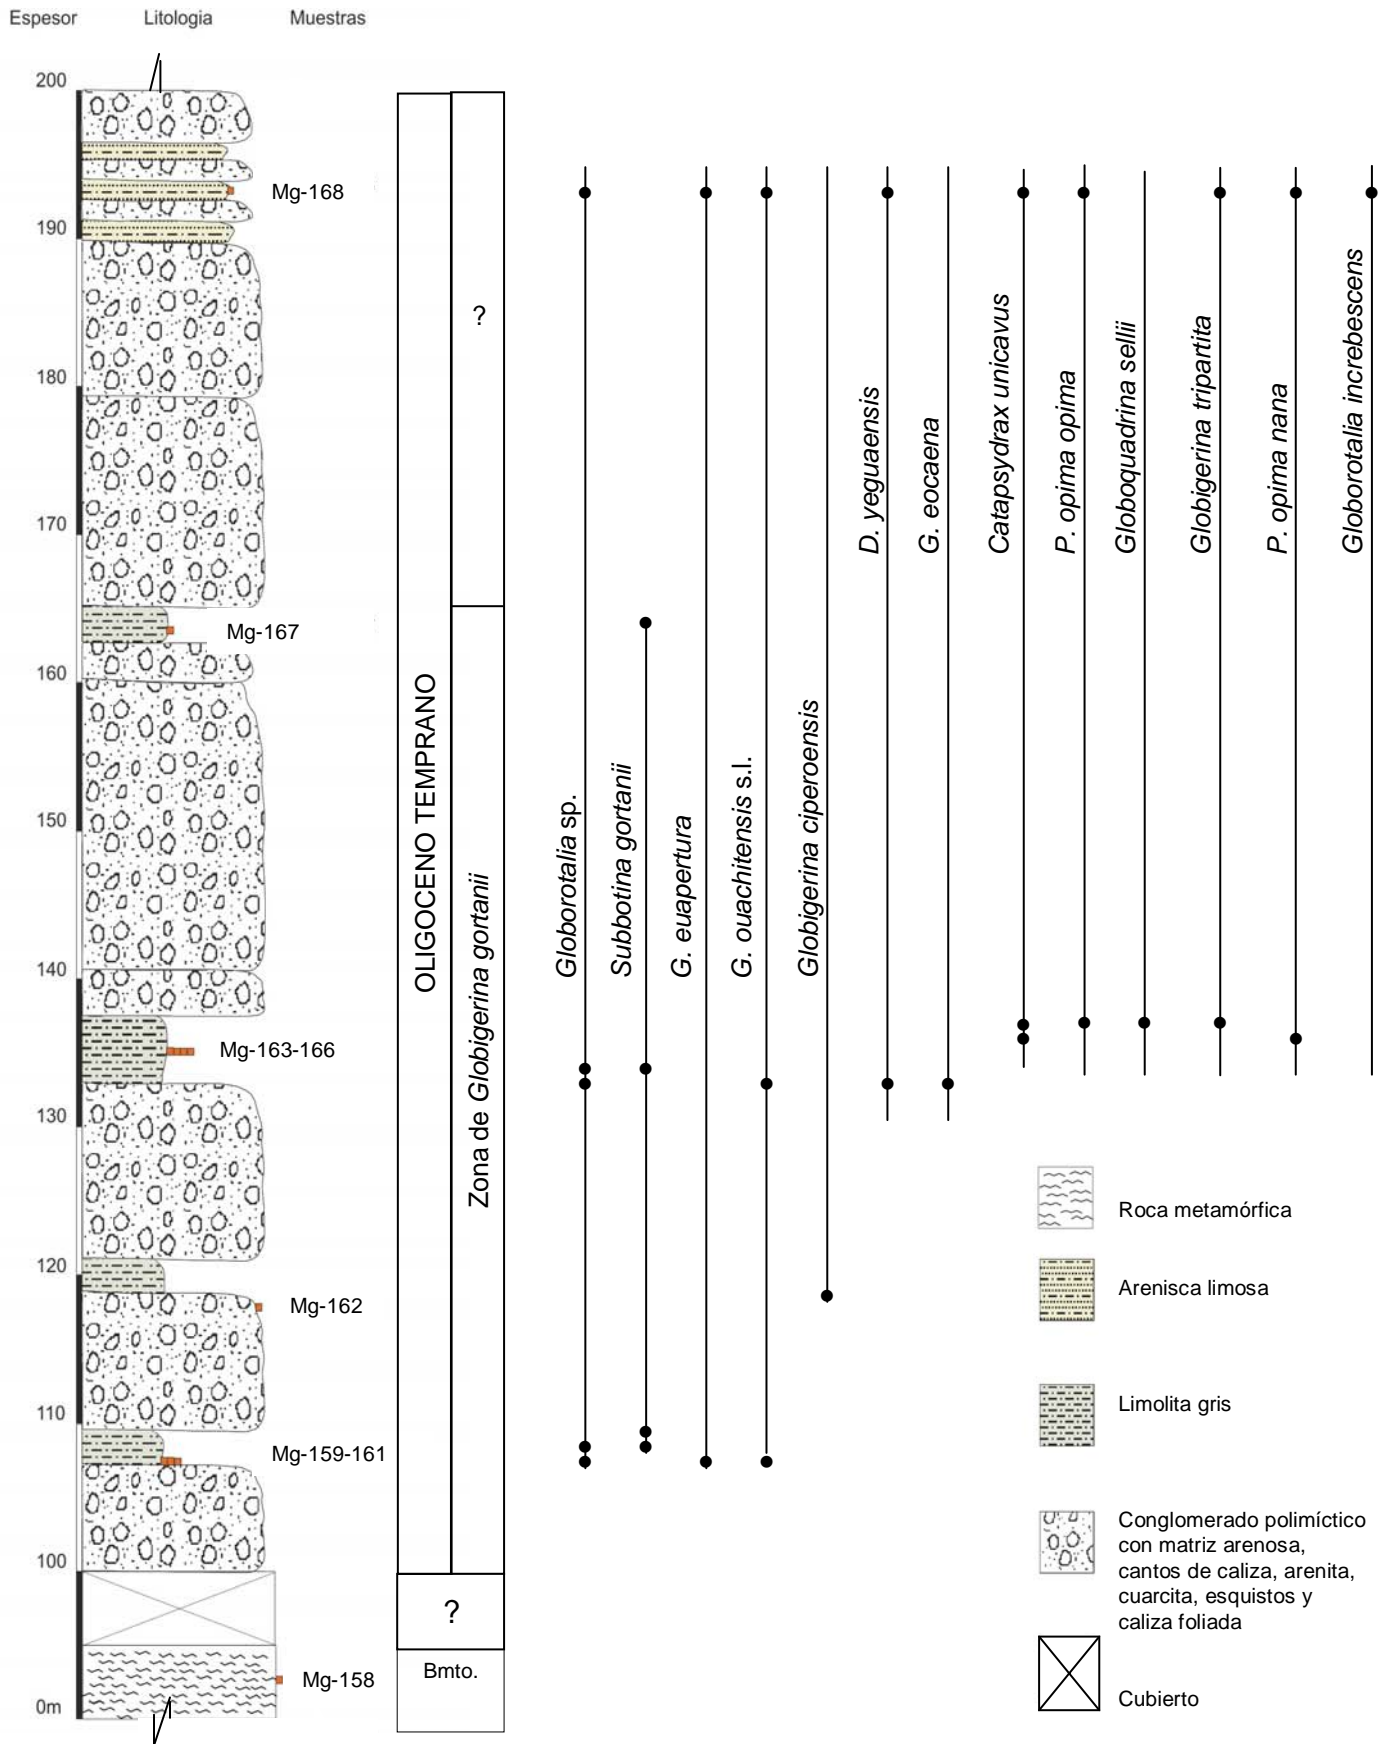 Espesor Litologia Muestras
200
Mg-168
190
180
170
Mg-167
160
150
140
Mg-163-166
130
120
Mg-162
110
Mg-159-161
100
Mg-158
0m
OLIGOCENO TEMPRANO
?
Zona de Globigerina gortanii
?
Bmto.
Globorotalia sp.
Subbotina gortanii
G. euapertura
G. ouachitensis s.l.
Globigerina ciperoensis
D. yeguaensis
G. eocaena
Catapsydrax unicavus
P. opima opima
Globoquadrina sellii
Globigerina tripartita
P. opima nana
Globorotalia increbescens
Roca metamórfica
Arenisca limosa
Limolita gris
Conglomerado polimíctico
con matriz arenosa,
cantos de caliza, arenita,
cuarcita, esquistos y
caliza foliada
Cubierto